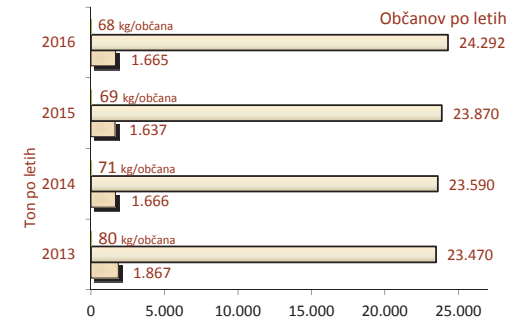 Občanov po letih
68 kg/občana
2016
24.292
1.665
69 kg/občana
2015
23.870
1.637
71 kg/občana
2014
23.590
1.666
80 kg/občana
2013
23.470
1.867
Ton po letih
0 5.000 10.000 15.000 20.000 25.000